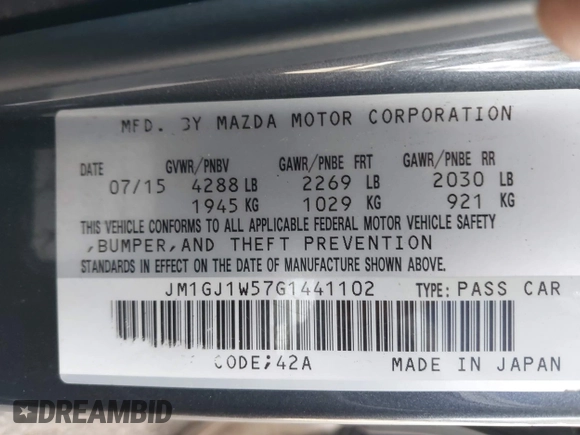 MFD. BY MAZDA MOTOR CORPORATION
DATE GVWR/PNBV GAWR/PNBE FRT GAWR/PNBE RR
07/15 4288 LB 2269 LB 2030 LB
1945 KG 1029 KG 921 KG
THIS VEHICLE CONFORMS TO ALL APPLICABLE FEDERAL MOTOR VEHICLE SAFETY
,BUMPER,AND THEFT PREVENTION
STANDARDS IN EFFECT ON THE DATE OF MANUFACTURE SHOWN ABOVE.
JM1GJ1W57G1441102 TYPE: PASS CAR
CODE;42A MADE IN JAPAN
DREAMBID